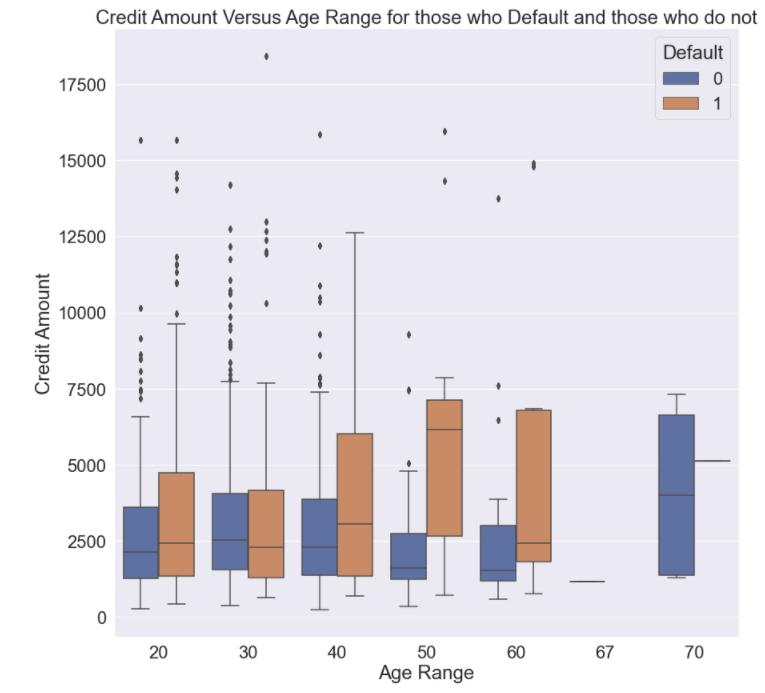 Credit Amount Versus Age Range for those who Default and those who do not
Default
0
1
17500
15000
12500
10000
7500
5000
2500
0
Credit Amount
20 30 40 50 60 67 70
Age Range